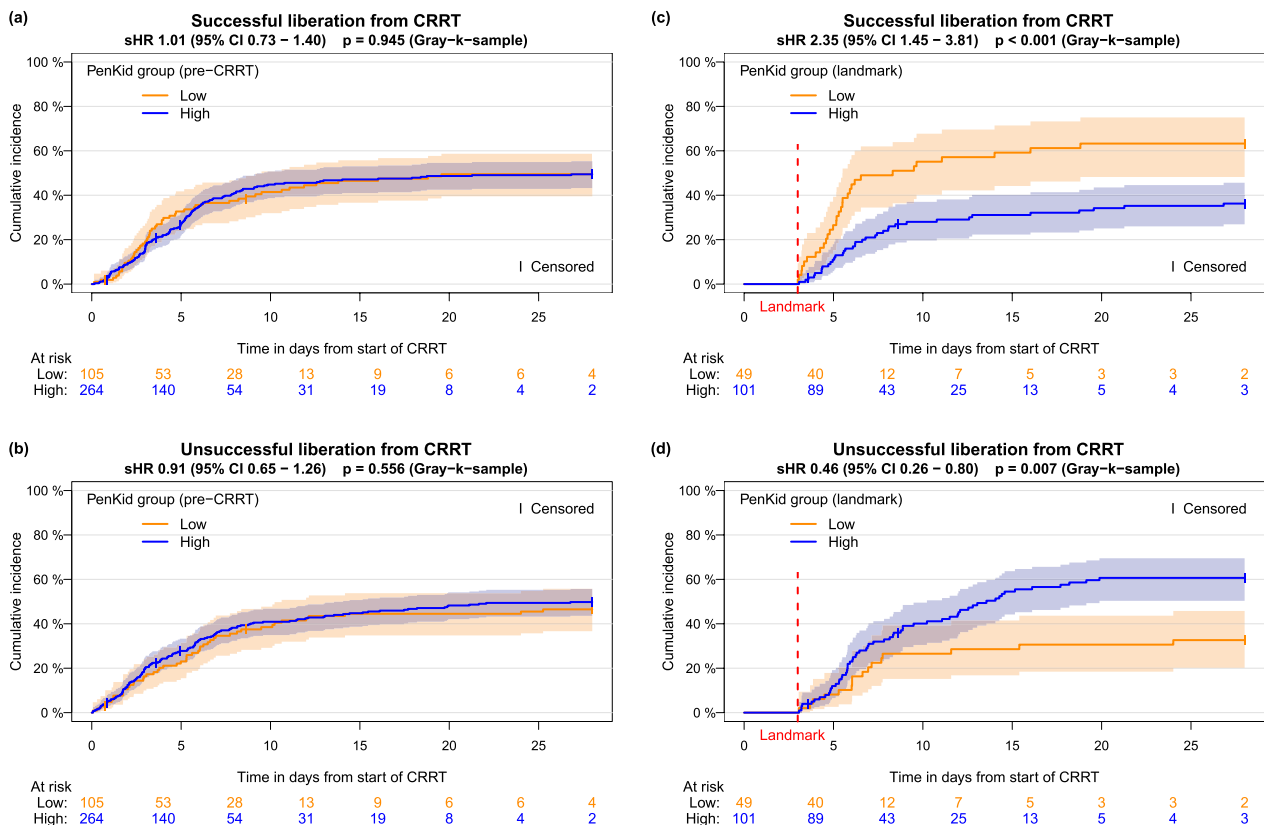 (a)
Successful liberation from CRRT
sHR 1.01 (95% CI 0.73 − 1.40) p = 0.945 (Gray−k−sample)
PenKid group (pre−CRRT)
Low
High
Censored
Cumulative incidence
100 %
80 %
60 %
40 %
20 %
0 %
0 5 10 15 20 25
Time in days from start of CRRT
At risk
Low: 105 53 28 13 9 6 6 4
High: 264 140 54 31 19 8 4 2
(c)
Successful liberation from CRRT
sHR 2.35 (95% CI 1.45 − 3.81) p < 0.001 (Gray−k−sample)
PenKid group (landmark)
Low
High
Censored
Cumulative incidence
100 %
80 %
60 %
40 %
20 %
0 %
Landmark
0 5 10 15 20 25
Time in days from start of CRRT
At risk
Low: 49 40 12 7 5 3 3 2
High: 101 89 43 25 13 5 4 3
(b)
Unsuccessful liberation from CRRT
sHR 0.91 (95% CI 0.65 − 1.26) p = 0.556 (Gray−k−sample)
PenKid group (pre−CRRT)
Censored
Low
High
Cumulative incidence
100 %
80 %
60 %
40 %
20 %
0 %
0 5 10 15 20 25
Time in days from start of CRRT
At risk
Low: 105 53 28 13 9 6 6 4
High: 264 140 54 31 19 8 4 2
(d)
Unsuccessful liberation from CRRT
sHR 0.46 (95% CI 0.26 − 0.80) p = 0.007 (Gray−k−sample)
PenKid group (landmark)
Censored
Low
High
Cumulative incidence
100 %
80 %
60 %
40 %
20 %
0 %
Landmark
0 5 10 15 20 25
Time in days from start of CRRT
At risk
Low: 49 40 12 7 5 3 3 2
High: 101 89 43 25 13 5 4 3